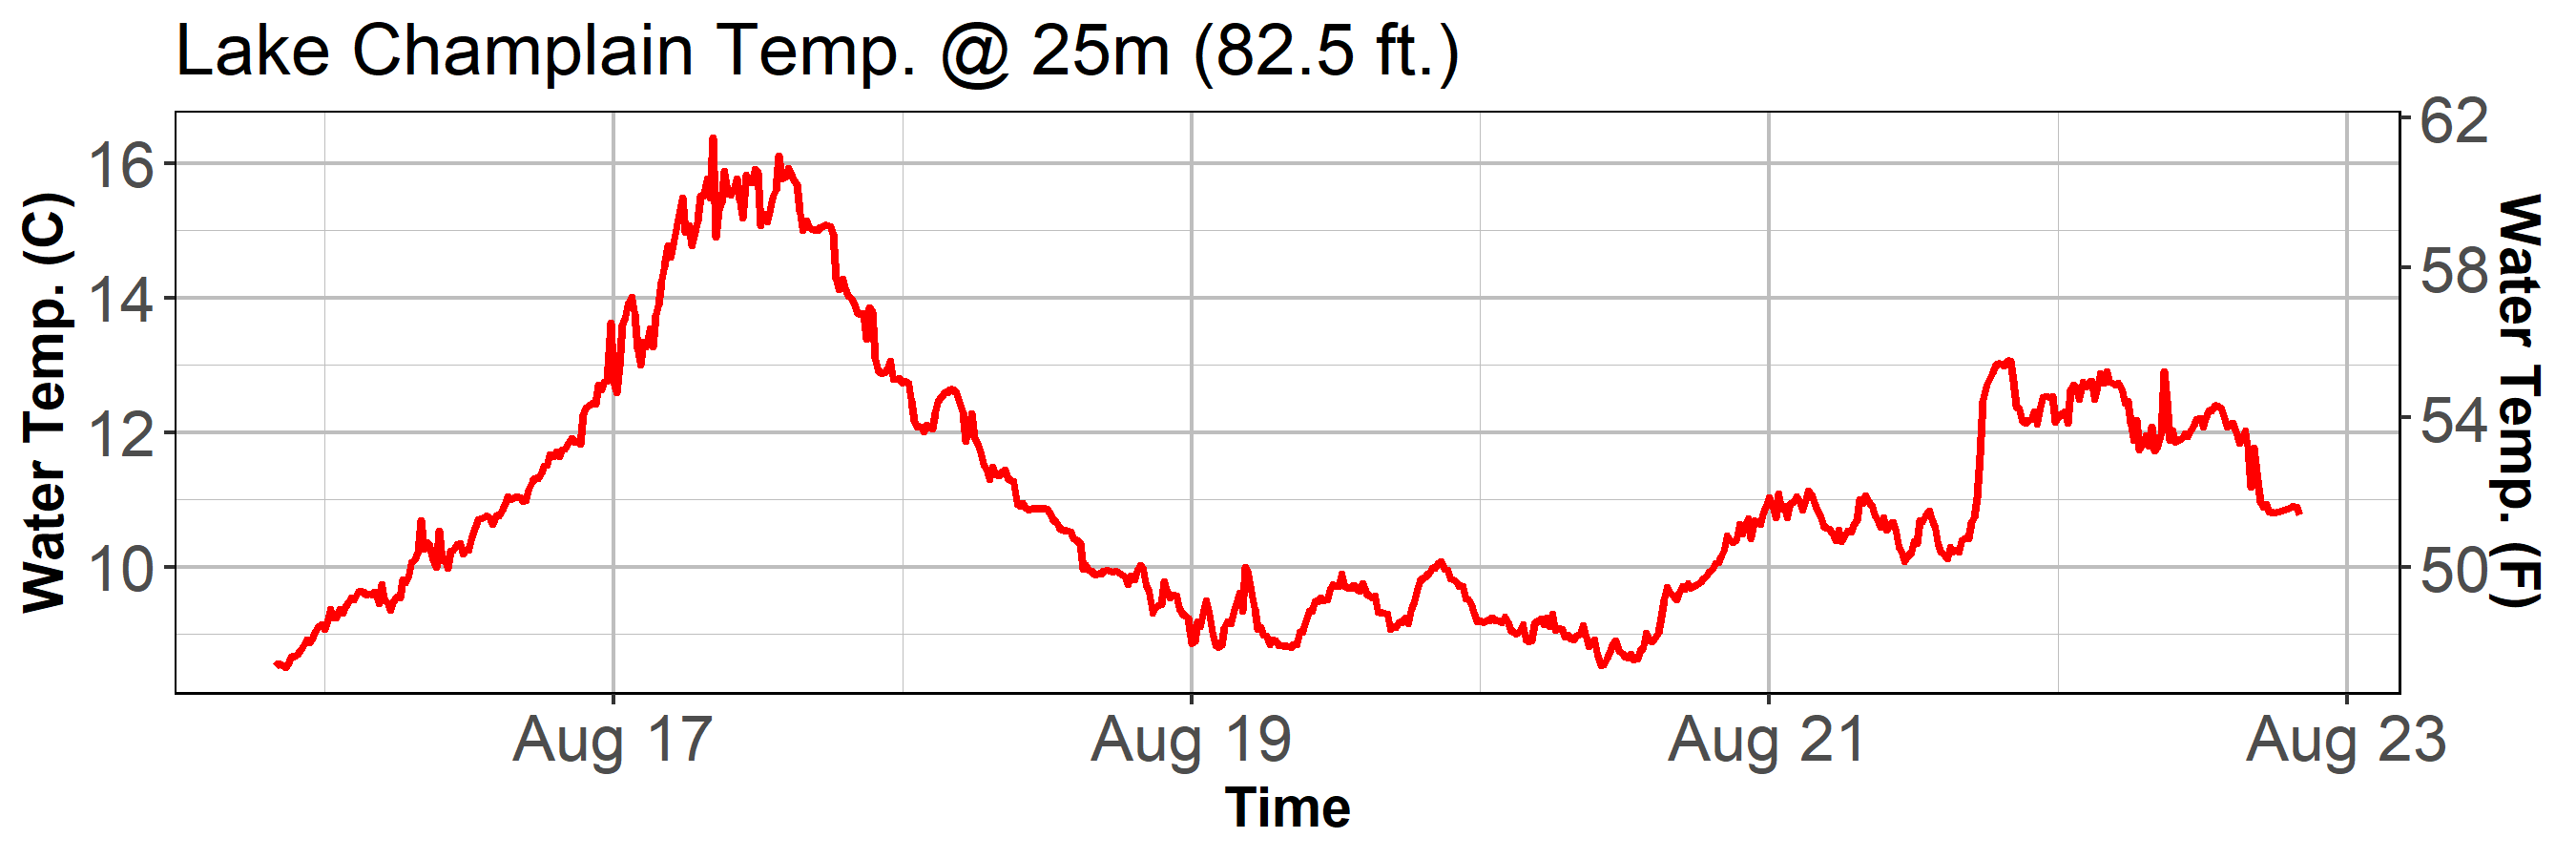 Lake Champlain Temp. @ 25m (82.5 ft.)
Water Temp. (C)
16
14
12
10
62
58
54
50
Water Temp. (F)
Aug 17
Aug 19
Aug 21
Aug 23
Time